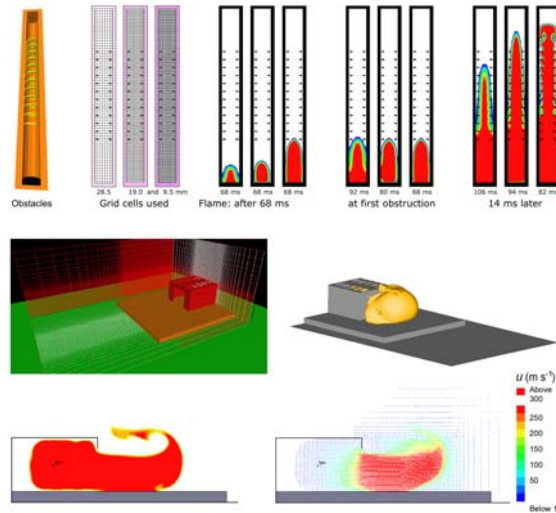 Obstacles
28.5 19.0 and 9.5 mm
Grid cells used
68 ms 68 ms 68 ms
Flame: after 68 ms
92 ms 80 ms ms
at first obstruction
106 ms 94 ms 82 ms
14 ms later
u (m s⁻¹)
Above
300
250
200
150
100
50
0
Below